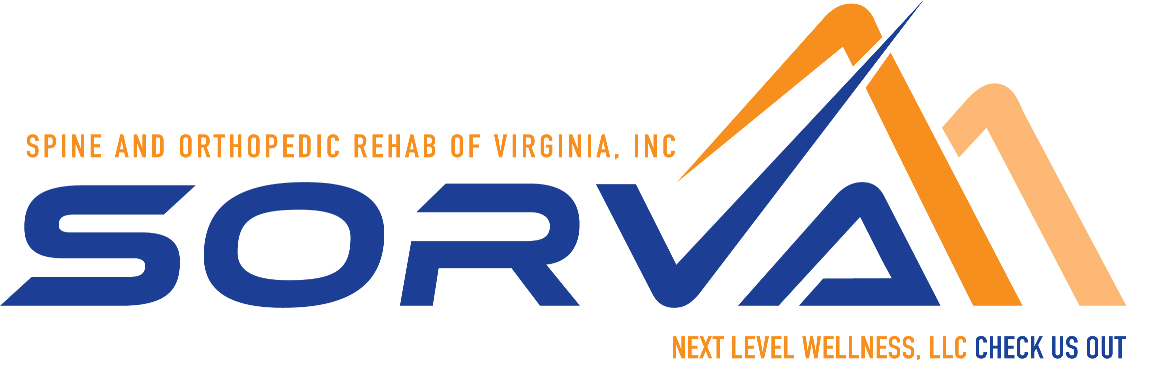 SPINE AND ORTHOPEDIC REHAB OF VIRGINIA, INC
SORVA
NEXT LEVEL WELLNESS, LLC CHECK US OUT